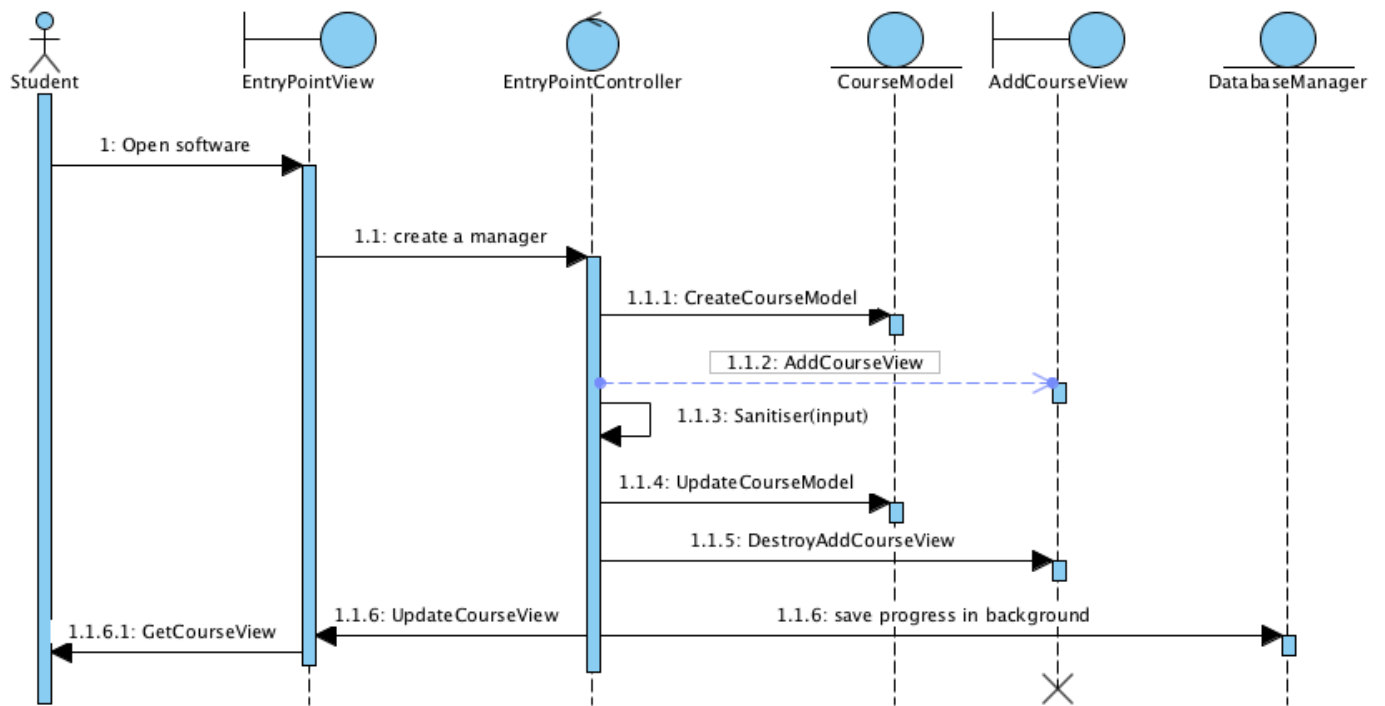 Student
EntryPointView
EntryPointController
CourseModel
AddCourseView
DatabaseManager
1: Open software
1.1: create a manager
1.1.1: CreateCourseModel
1.1.2: AddCourseView
1.1.3: Sanitiser(input)
1.1.4: UpdateCourseModel
1.1.5: DestroyAddCourseView
1.1.6: UpdateCourseView
1.1.6: save progress in background
1.1.6.1: GetCourseView